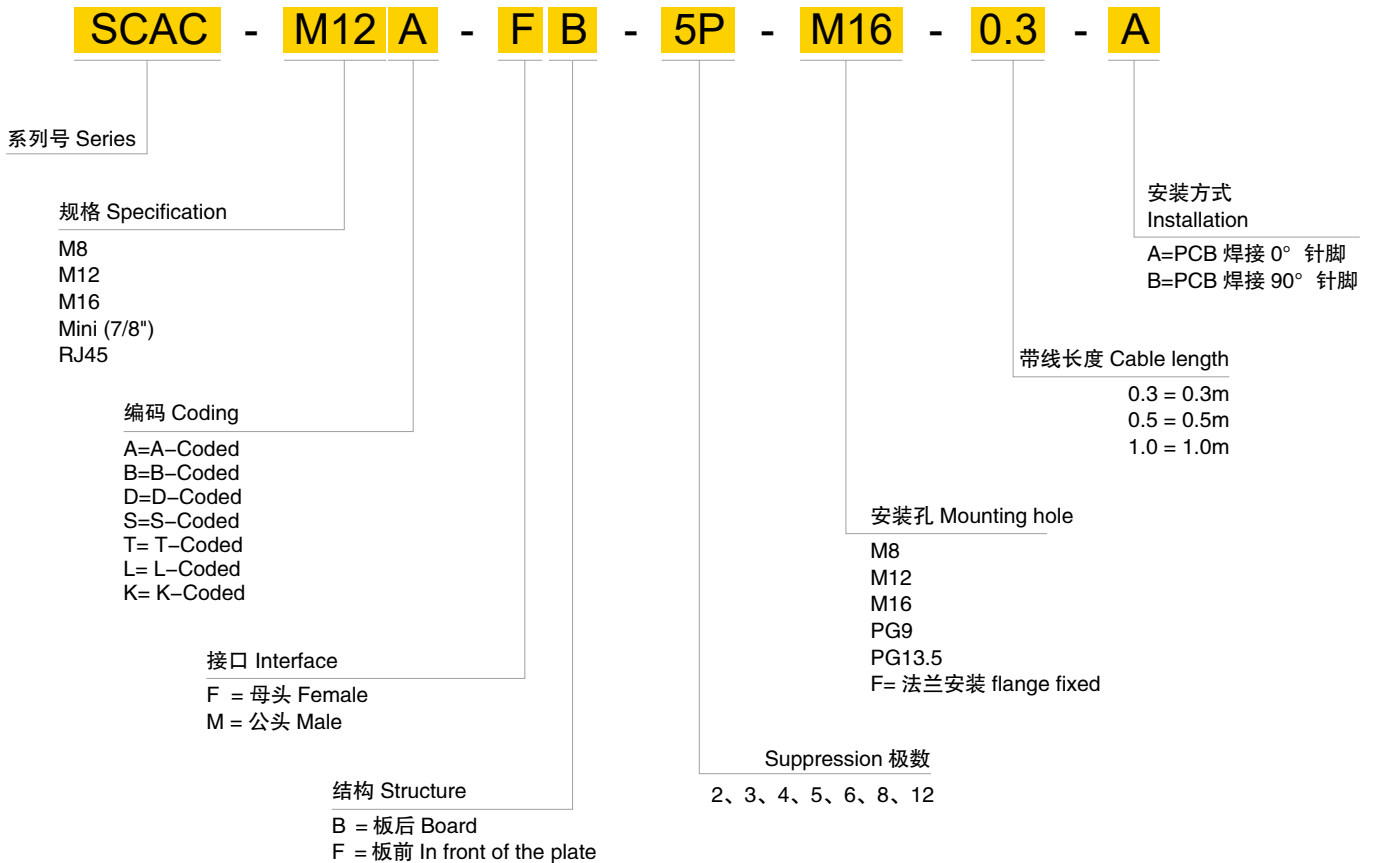 SCAC - M12 A - F B - 5P - M16 - 0.3 - A
系列号 Series
规格 Specification
M8
M12
M16
Mini (7/8")
RJ45
编码 Coding
A=A–Coded
B=B–Coded
D=D–Coded
S=S–Coded
T= T–Coded
L= L–Coded
K= K–Coded
接口 Interface
F = 母头 Female
M = 公头 Male
结构 Structure
B = 板后 Board
F = 板前 In front of the plate
Suppression 极数
2、3、4、5、6、8、12
安装孔 Mounting hole
M8
M12
M16
PG9
PG13.5
F= 法兰安装 flange fixed
带线长度 Cable length
0.3 = 0.3m
0.5 = 0.5m
1.0 = 1.0m
安装方式
Installation
A=PCB 焊接 0° 针脚
B=PCB 焊接 90° 针脚